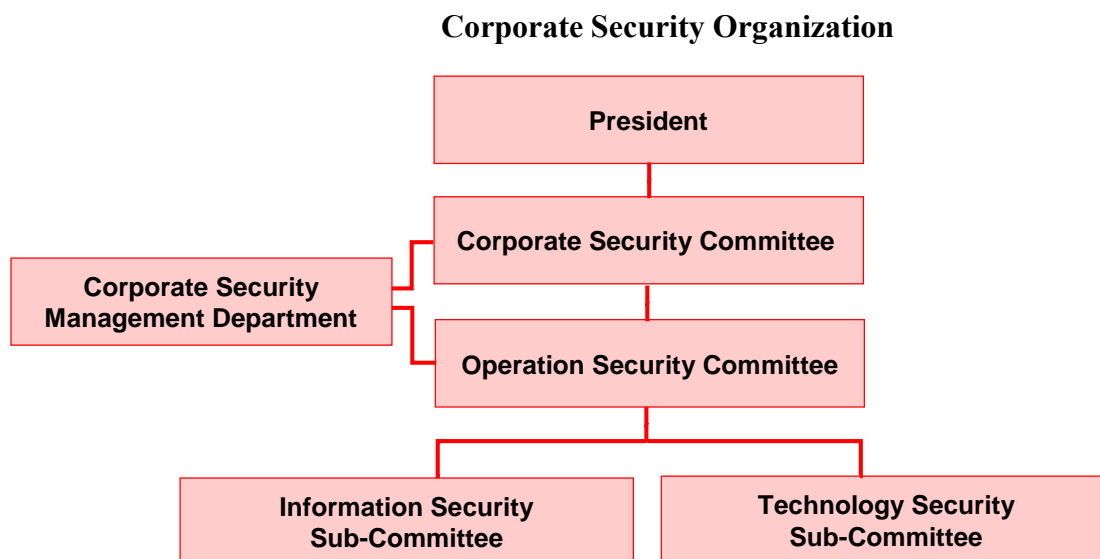 Corporate Security Organization
President
Corporate Security Committee
Corporate Security
Management Department
Operation Security Committee
Information Security
Sub-Committee
Technology Security
Sub-Committee